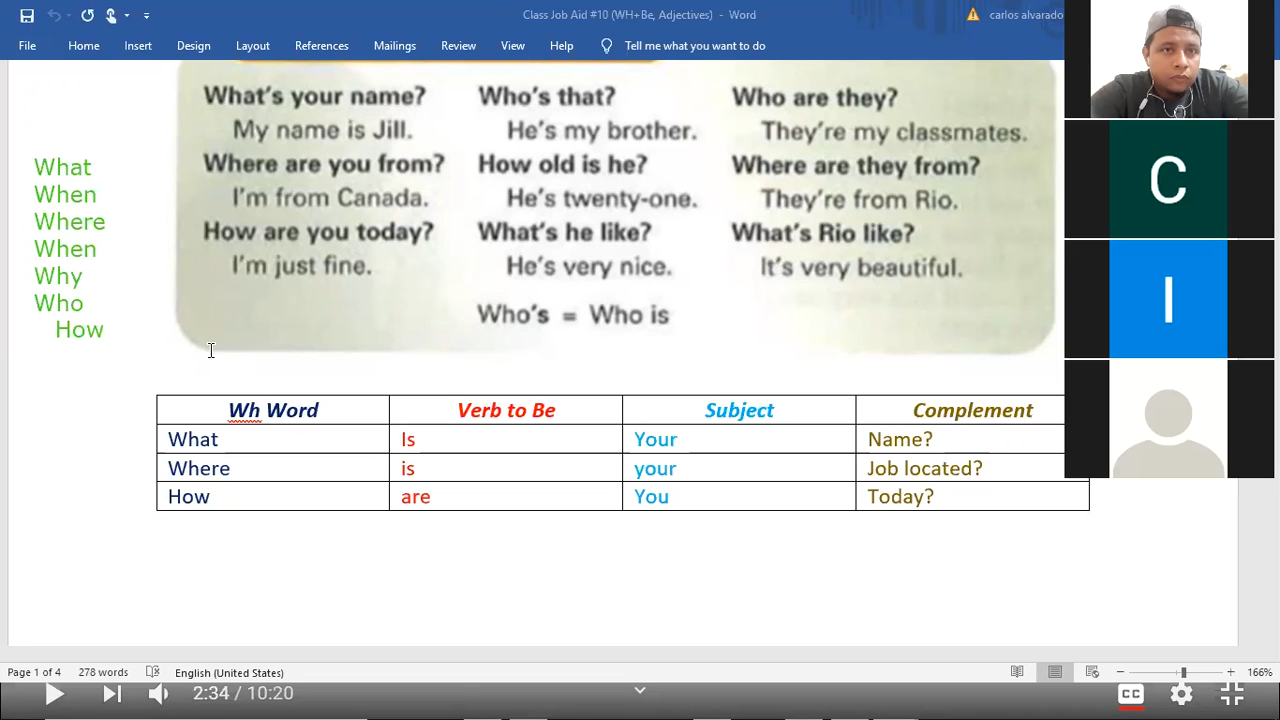 Class Job Aid #10 (WH+Be, Adjectives) - Word
carlos alvarado
File Home Insert Design Layout References Mailings Review View Help Tell me what you want to do
What's your name? Who's that? Who are they?
My name is Jill. He's my brother. They're my classmates.
Where are you from? How old is he? Where are they from?
I'm from Canada. He's twenty-one. They're from Rio.
How are you today? What's he like? What's Rio like?
I'm just fine. He's very nice. It's very beautiful.
Who's = Who is
What
When
Where
When
Why
Who
How
Wh Word Verb to Be Subject Complement
What Is Your Name?
Where is your Job located?
How are You Today?
C
I
Page 1 of 4 278 words English (United States) 166%
2:34 / 10:20
CC